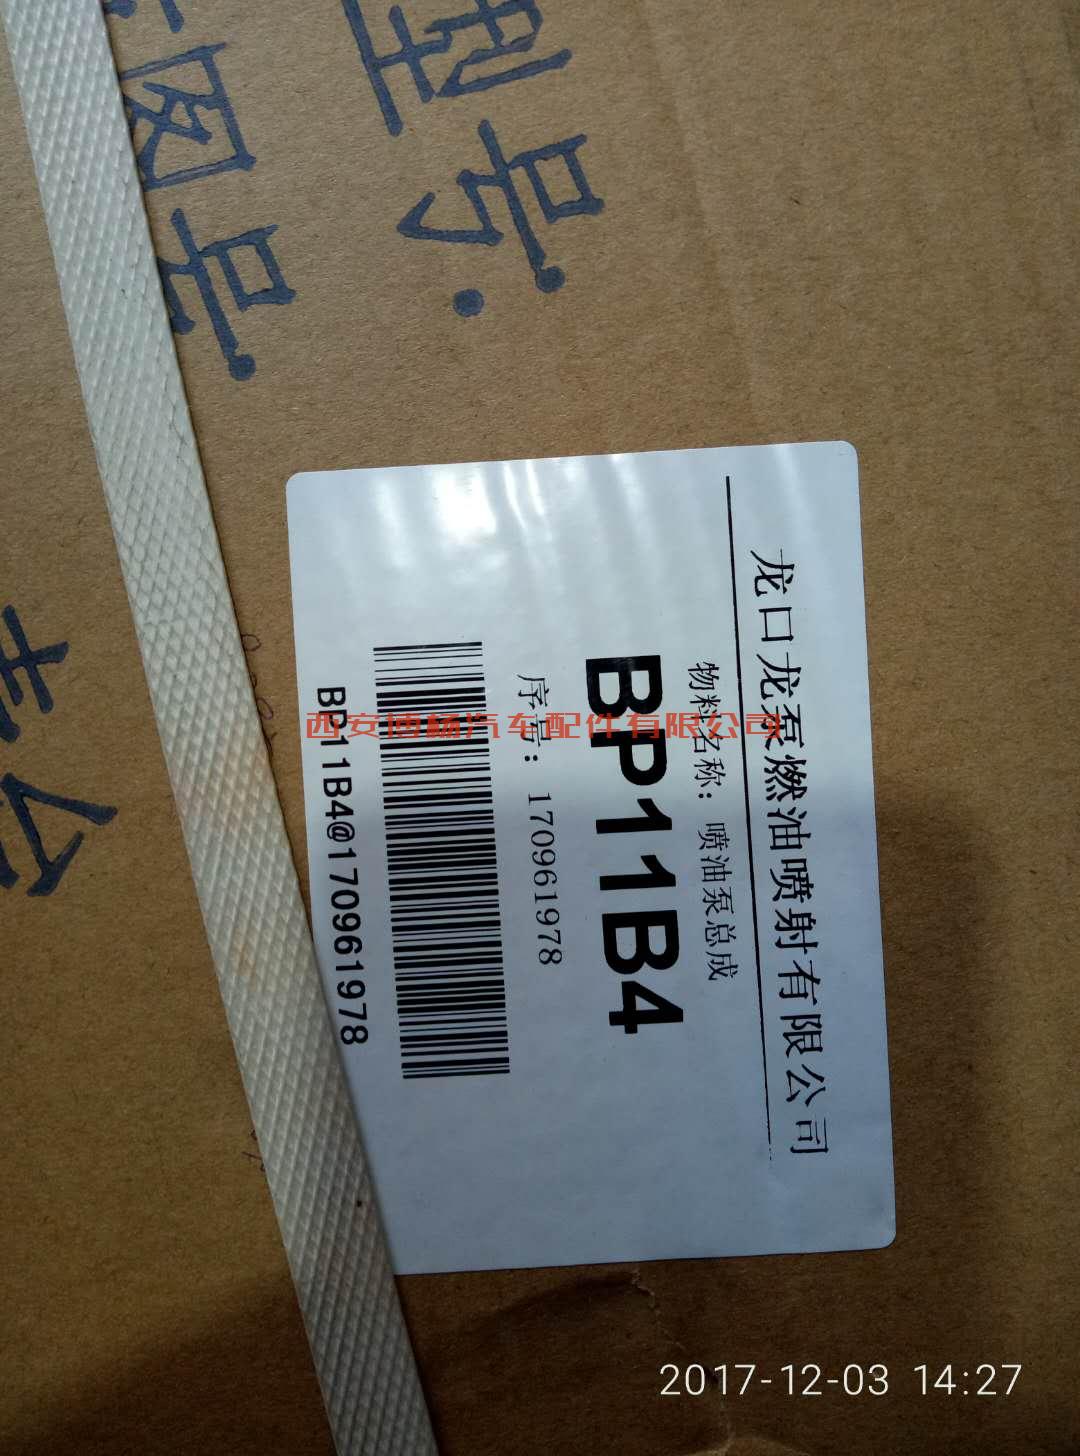 型号:
图号
龙口龙泵燃油喷射有限公司
物料名称：喷油泵总成
BP11B4
序号：170961978
BP11B4@170961978
西安博杨汽车配件有限公司
2017-12-03 14:27